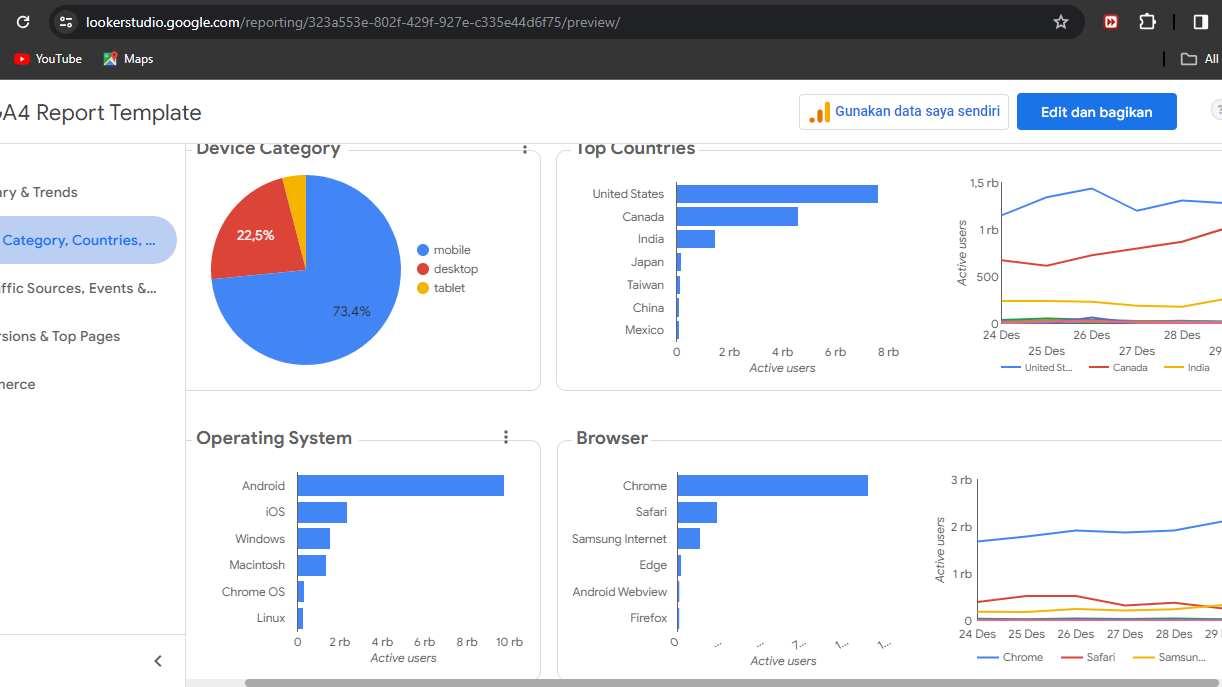 lookerstudio.google.com/reporting/323a553e-802f-429f-927e-c335e44d6f75/preview/
YouTube
Maps
All
GA4 Report Template
Gunakan data saya sendiri
Edit dan bagikan
?
ary & Trends
Category, Countries, ...
affic Sources, Events &...
rsions & Top Pages
merce
Device Category
22,5%
73,4%
mobile
desktop
tablet
Top Countries
United States
Canada
India
Japan
Taiwan
China
Mexico
0 2 rb 4 rb 6 rb 8 rb
Active users
1,5 rb
1 rb
500
0
Active users
24 Des 26 Des 28 Des
25 Des 27 Des 29
United St... Canada India
Operating System
Android
iOS
Windows
Macintosh
Chrome OS
Linux
0 2 rb 4 rb 6 rb 8 rb 10 rb
Active users
Browser
Chrome
Safari
Samsung Internet
Edge
Android Webview
Firefox
0 ... ... 7... 1... 1...
Active users
3 rb
2 rb
1 rb
0
Active users
24 Des 25 Des 26 Des 27 Des 28 Des 29
Chrome Safari Samsun...